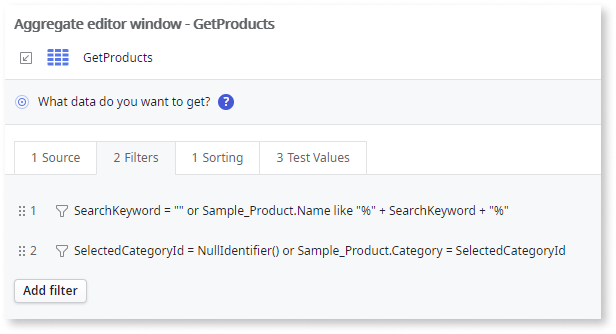 Aggregate editor window - GetProducts
GetProducts
What data do you want to get? ?
1 Source 2 Filters 1 Sorting 3 Test Values
1 SearchKeyword = "" or Sample_Product.Name like "%" + SearchKeyword + "%"
2 SelectedCategoryId = NullIdentifier() or Sample_Product.Category = SelectedCategoryId
Add filter